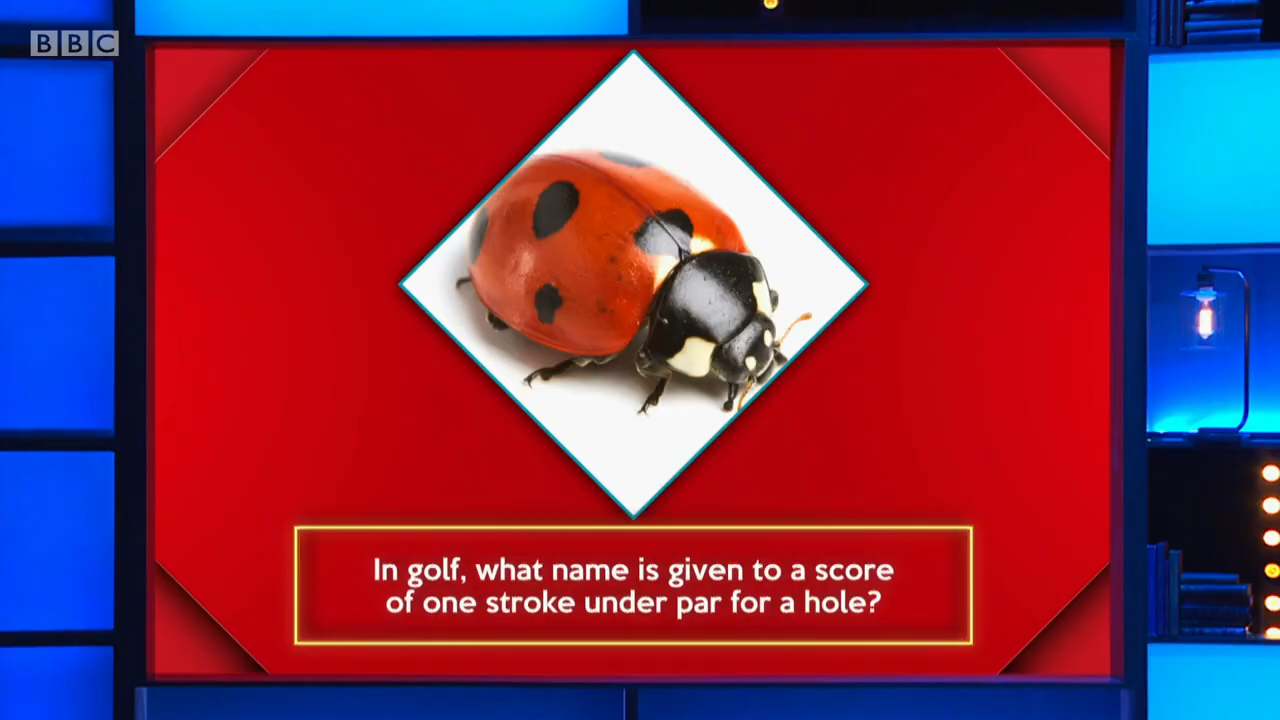 BBC
In golf, what name is given to a score
of one stroke under par for a hole?